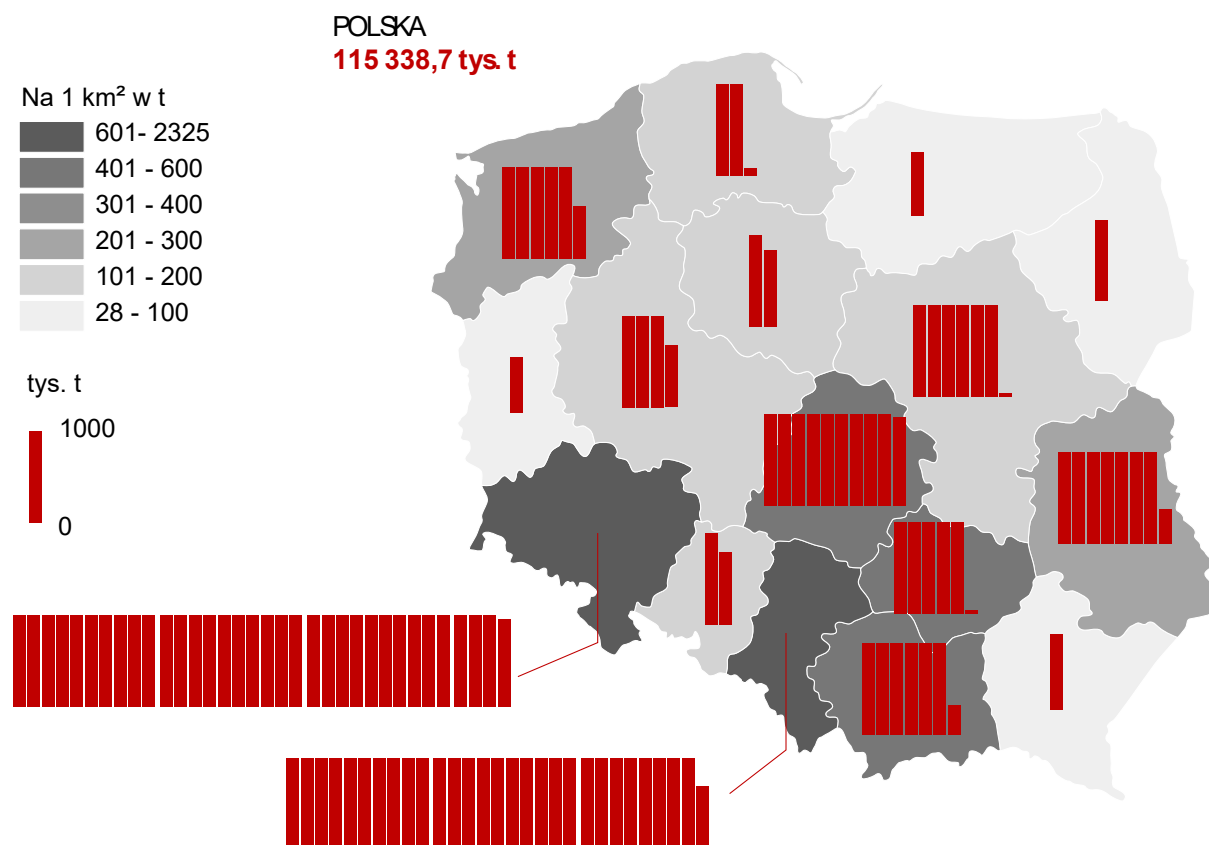 POLSKA
115 338,7 tys. t
Na 1 km² w t
601- 2325
401 - 600
301 - 400
201 - 300
101 - 200
28 - 100
tys. t
1000
0